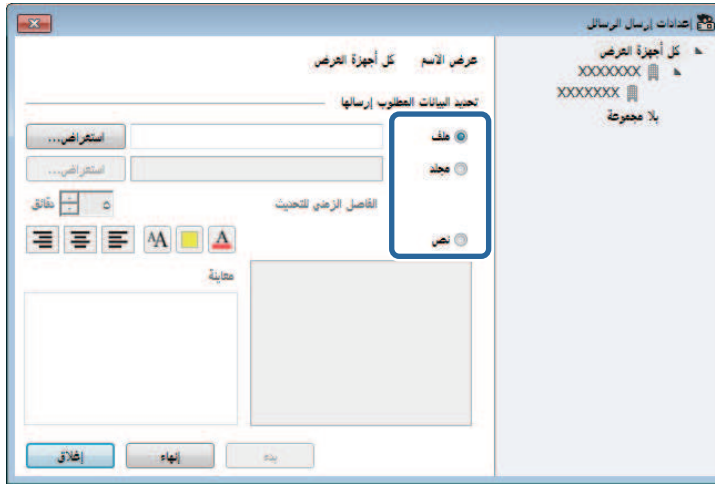 إعدادات إرسال الرسائل
كل أجهزة العرض
XXXXXXX
XXXXXXX
بلا مجموعة
عرض الاسم كل أجهزة العرض
تحديد البيانات المطلوب إرسالها
ملف استعراض...
مجلد استعراض...
الفاصل الزمني للتحديث ٥ دقائق
نص
معاينة
بدء إنهاء إغلاق